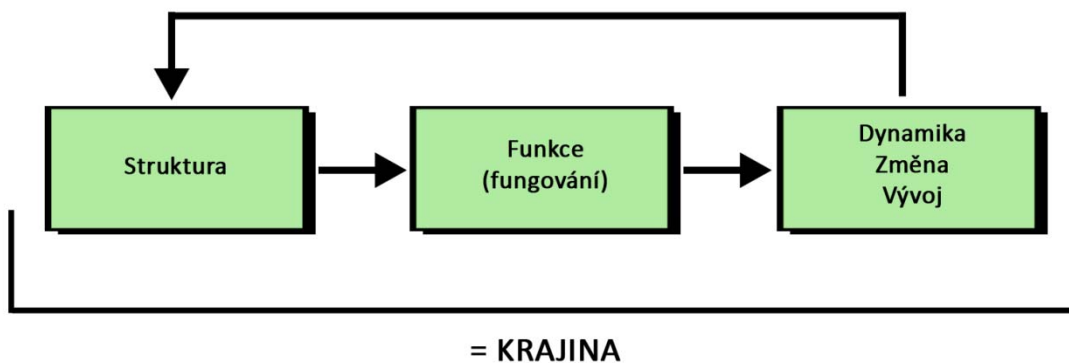 Struktura
Funkce
(fungování)
Dynamika
Změna
Vývoj
= KRAJINA